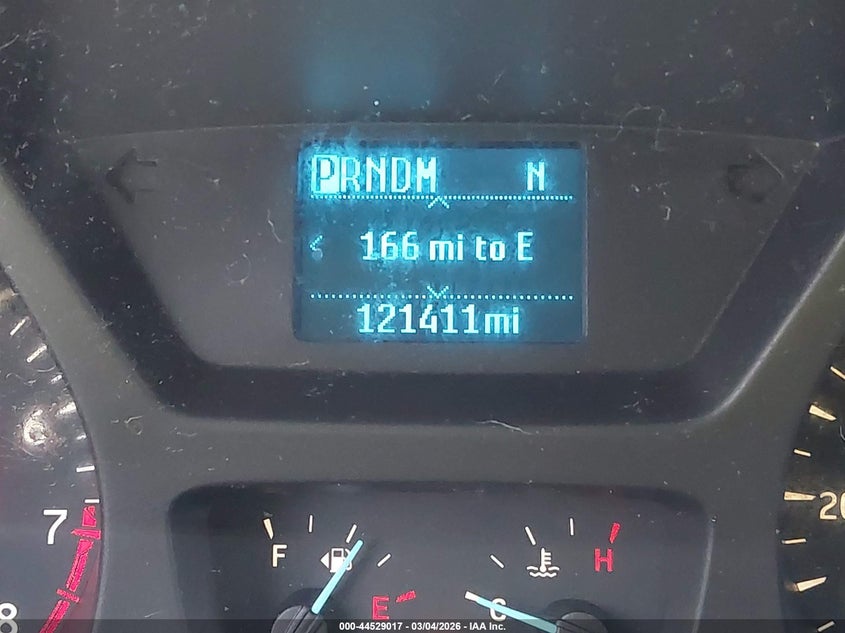 PRNDM N
< 166 mi to E
121411mi
7
8
F
E
C
H
20
000-44529017 - 03/04/2026 - IAA Inc.